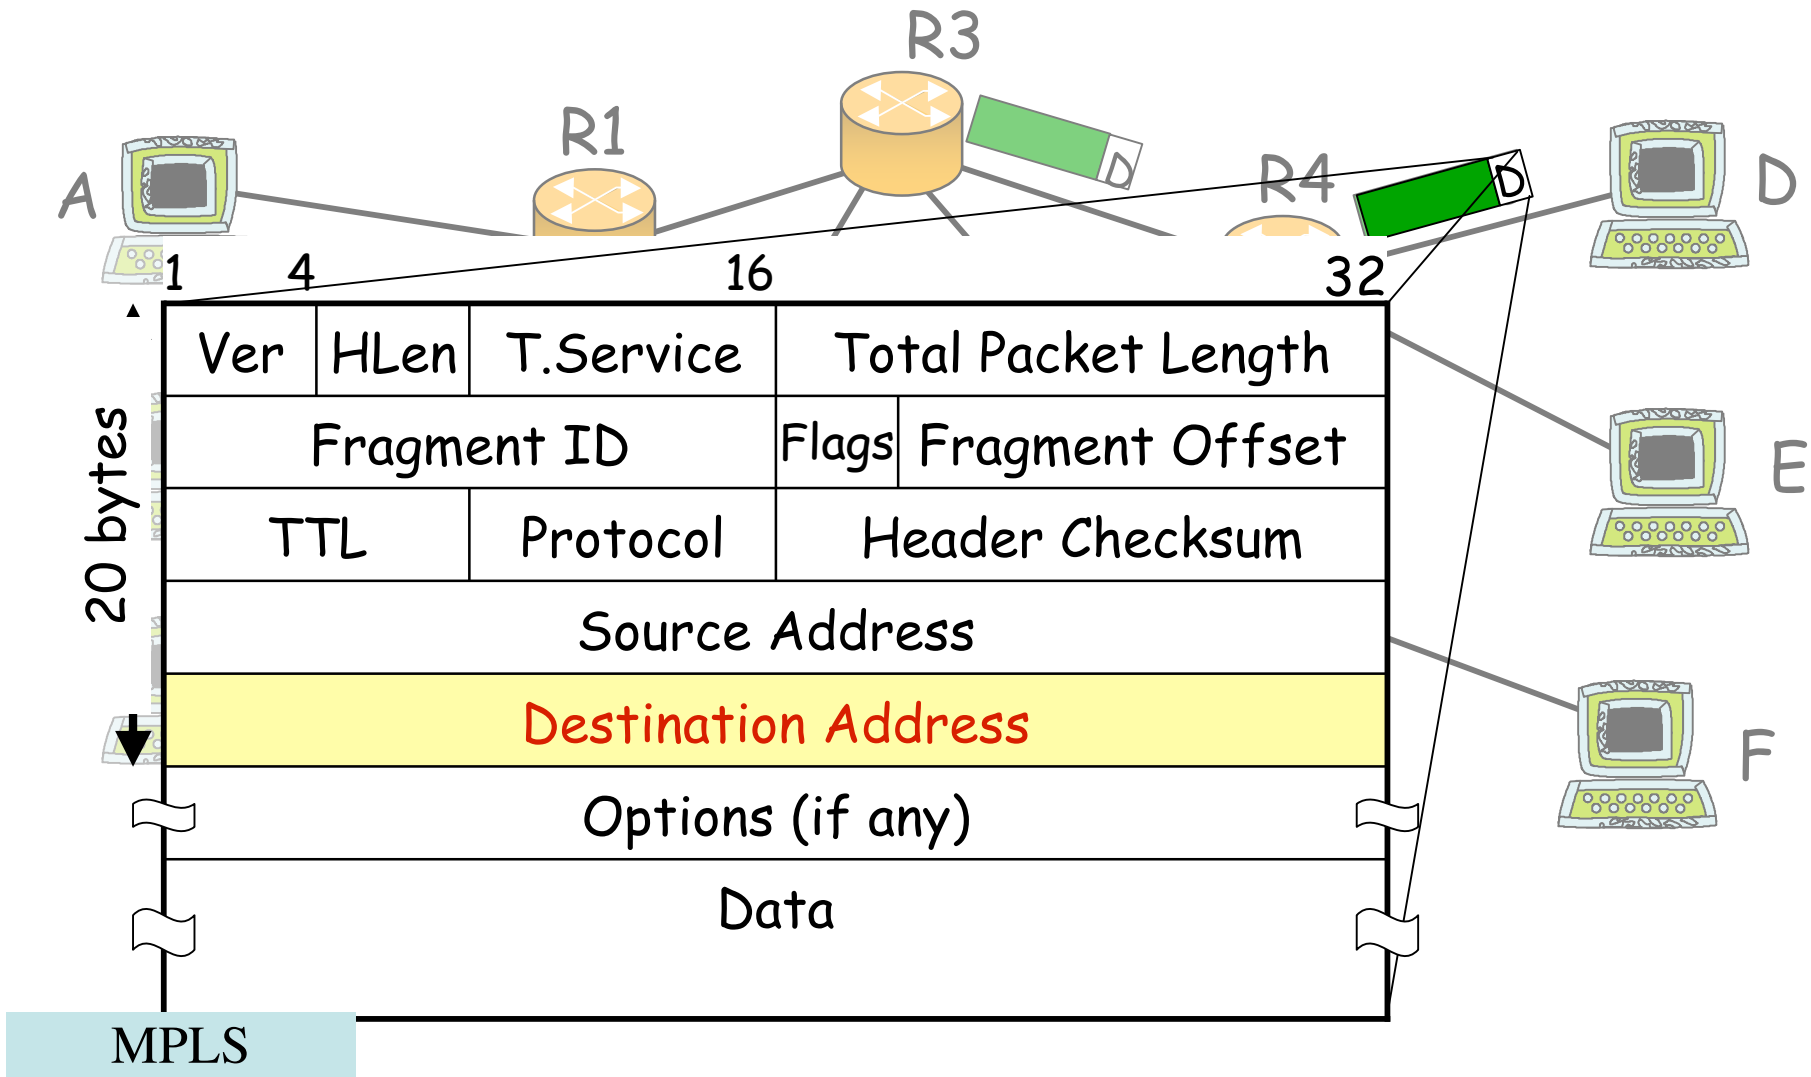 R3
R1
A
D
R4
D
D
1 4 16 32
Ver HLen T.Service Total Packet Length
Fragment ID Flags Fragment Offset
E
20 bytes
TTL Protocol Header Checksum
Source Address
Destination Address
F
Options (if any)
Data
MPLS